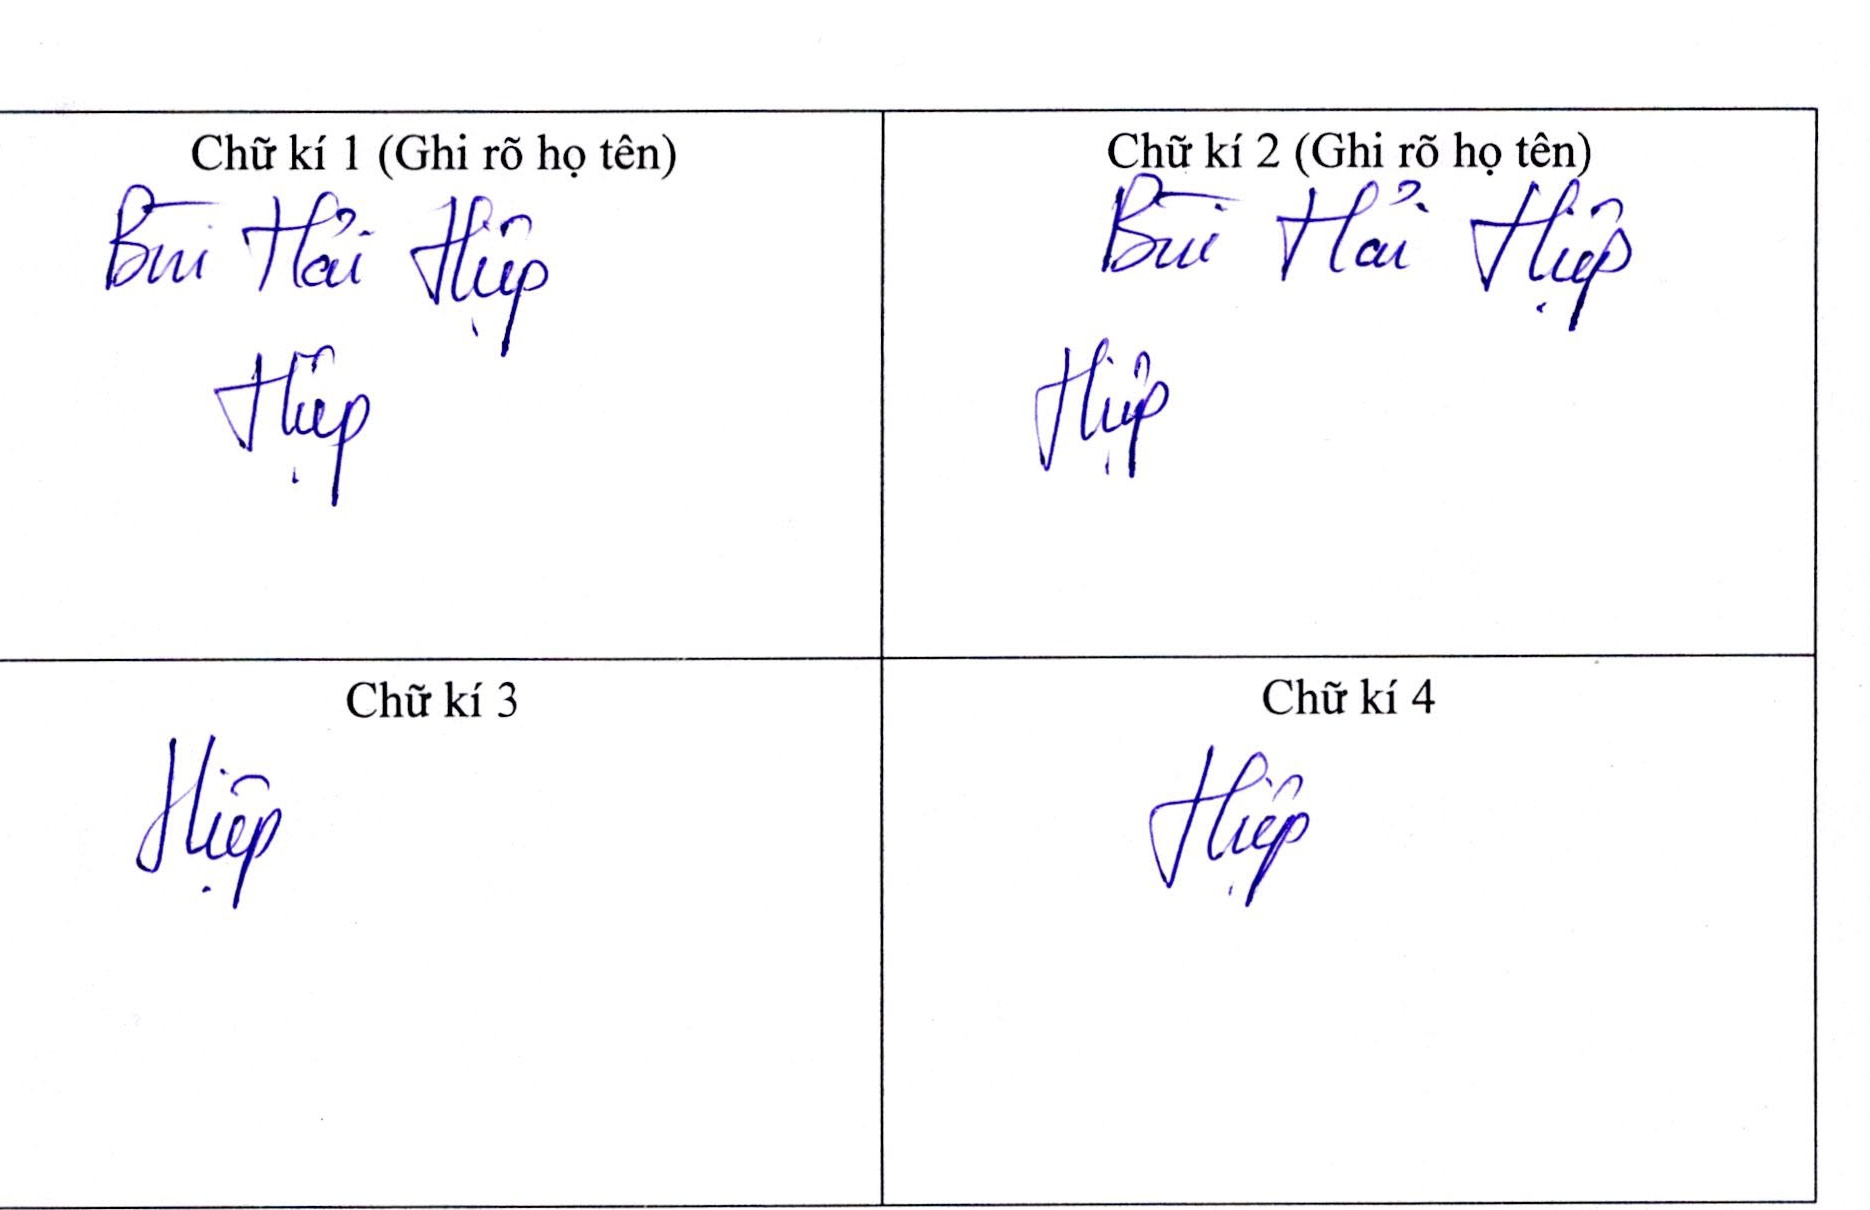 Chữ kí 1 (Ghi rõ họ tên)
Bùi Hải Hiệp
Hiệp
Chữ kí 2 (Ghi rõ họ tên)
Bùi Hải Hiệp
Hiệp
Chữ kí 3
Hiệp
Chữ kí 4
Hiệp